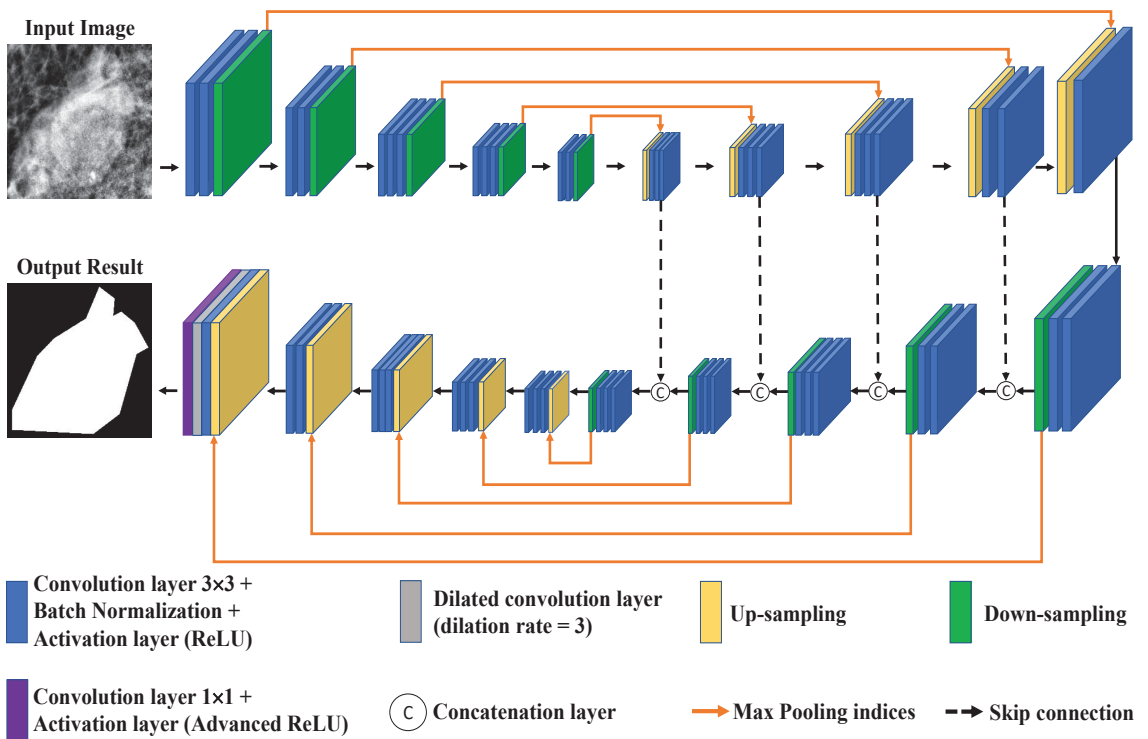 Input Image
Output Result
C
C
C
C
Convolution layer 3×3 +
Batch Normalization +
Activation layer (ReLU)
Dilated convolution layer
(dilation rate = 3)
Up-sampling
Down-sampling
Convolution layer 1×1 +
Activation layer (Advanced ReLU)
C
Concatenation layer
Max Pooling indices
Skip connection